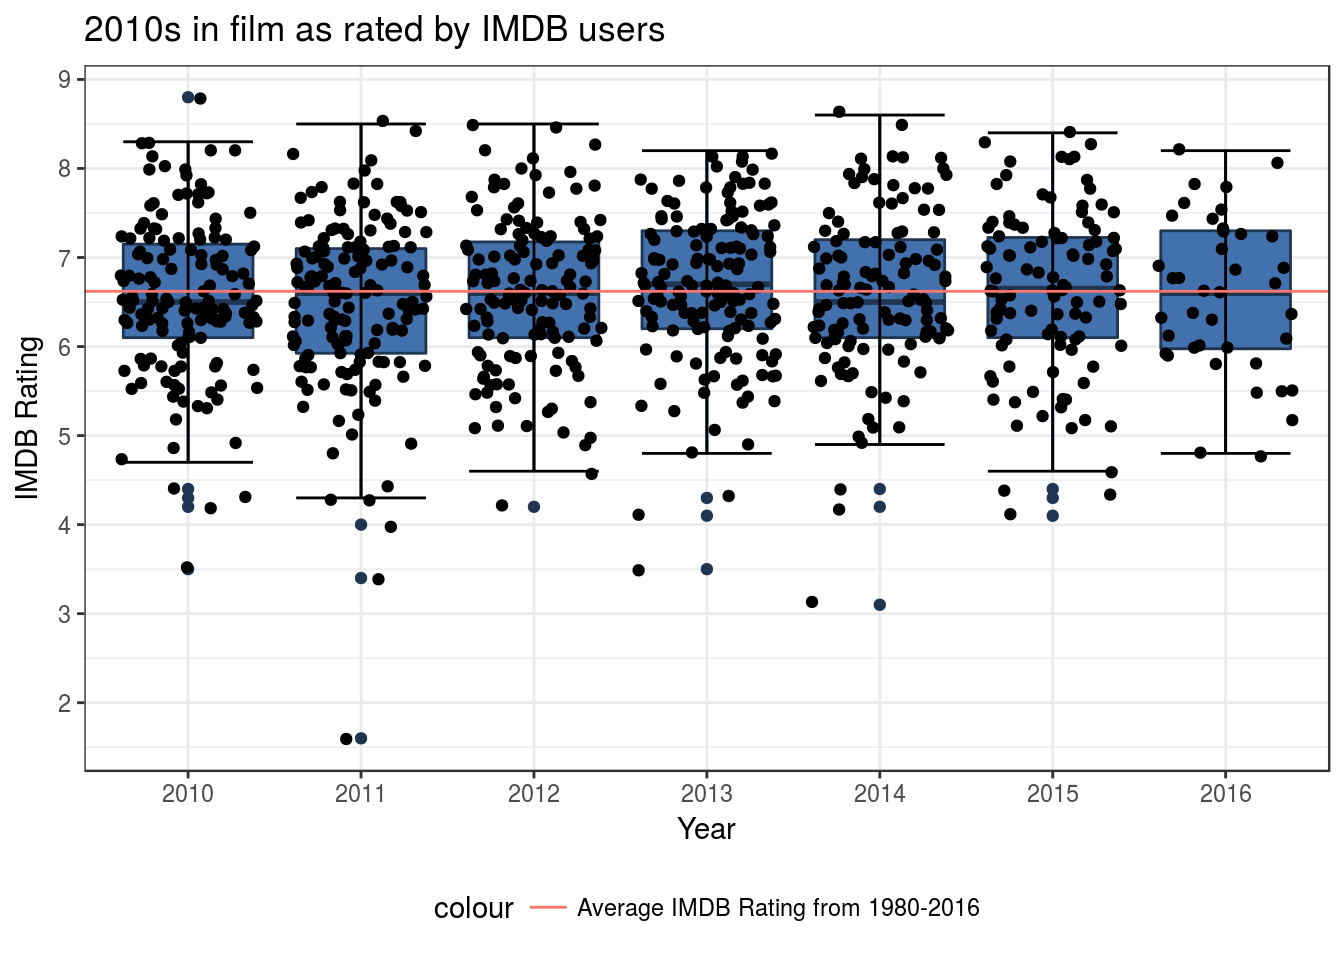 2010s in film as rated by IMDB users
IMDB Rating
9
8
7
6
5
4
3
2
2010 2011 2012 2013 2014 2015 2016
Year
colour Average IMDB Rating from 1980-2016